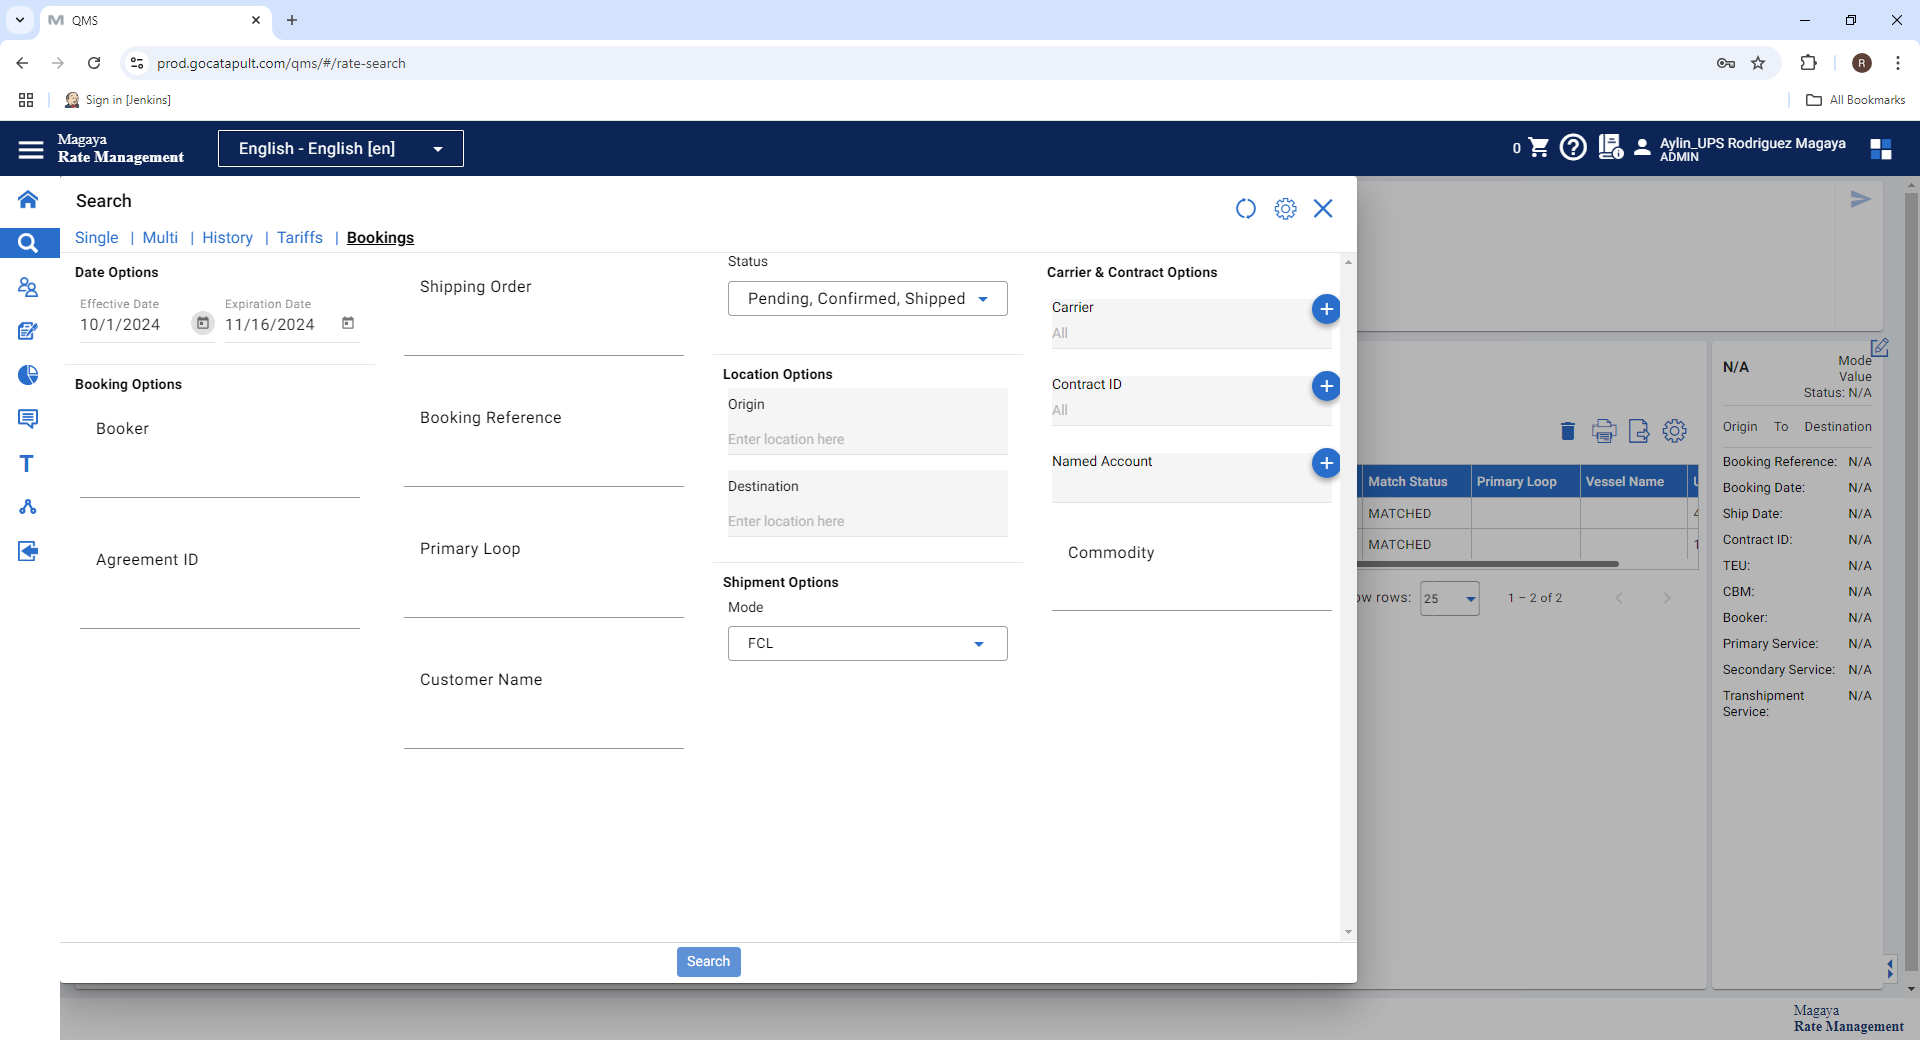 QMS
prod.gocatapult.com/qms/#/rate-search
R
Sign in [Jenkins]
All Bookmarks
Magaya
Rate Management
English - English [en]
0
Aylin_UPS Rodriguez Magaya
ADMIN
Search
Single | Multi | History | Tariffs | Bookings
Date Options
Effective Date
10/1/2024
Expiration Date
11/16/2024
Booking Options
Booker
Agreement ID
Shipping Order
Booking Reference
Primary Loop
Customer Name
Status
Pending, Confirmed, Shipped
Location Options
Origin
Enter location here
Destination
Enter location here
Shipment Options
Mode
FCL
Carrier & Contract Options
Carrier
All
Contract ID
All
Named Account
Commodity
Search
Match Status Primary Loop Vessel Name
MATCHED
MATCHED
ow rows: 25 1 – 2 of 2
N/A
Mode
Value
Status: N/A
Origin To Destination
Booking Reference: N/A
Booking Date: N/A
Ship Date: N/A
Contract ID: N/A
TEU: N/A
CBM: N/A
Booker: N/A
Primary Service: N/A
Secondary Service: N/A
Transhipment Service: N/A
Magaya
Rate Management